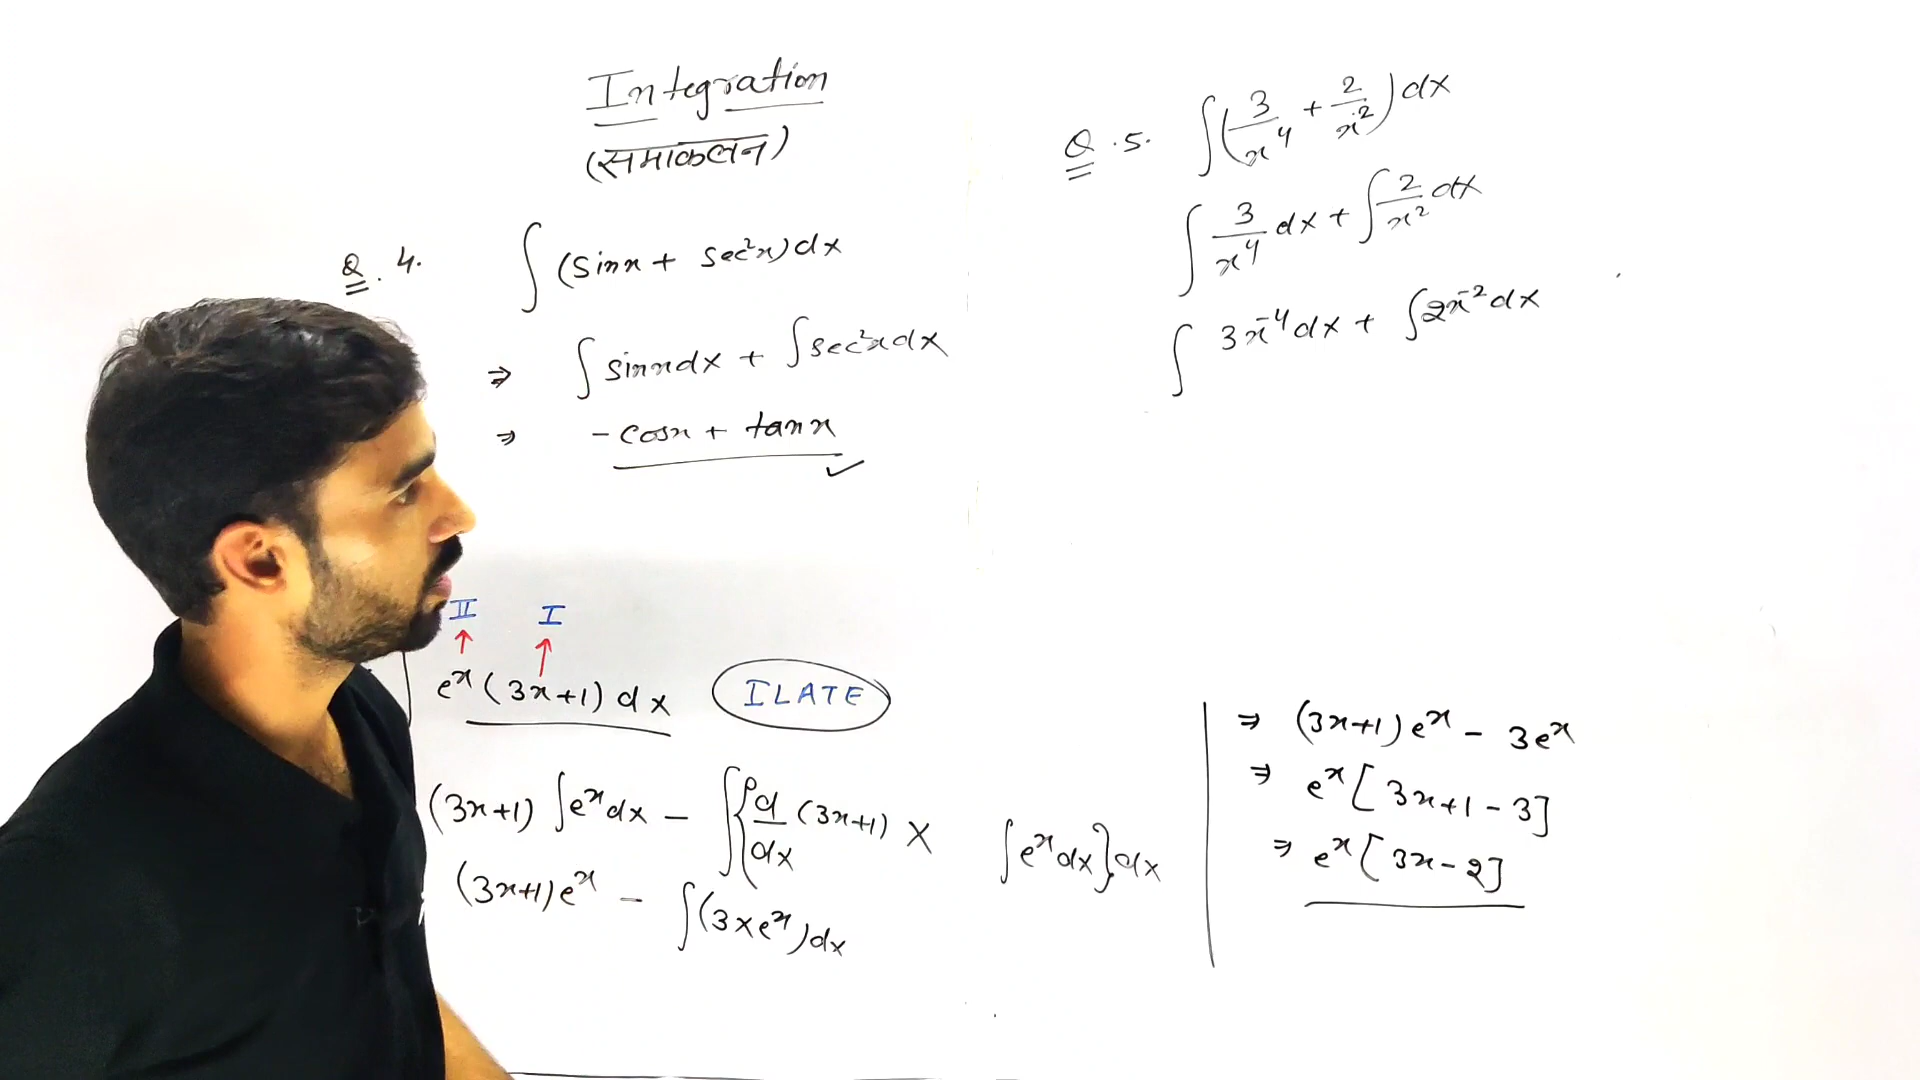 Integration
(समाकलन)
Q. 4. ∫(sinx + sec²x)dx
⇒ ∫sinxdx + ∫sec²xdx
⇒ -cosx + tanx ✓
Q.5. ∫(3/x⁴ + 2/x²)dx
∫3/x⁴ dx + ∫2/x² dx
∫3x⁻⁴dx + ∫2x⁻²dx
II I
eˣ(3x+1)dx ILATE
(3x+1)∫eˣdx - ∫{d/dx (3x+1) × ∫eˣdx}dx
(3x+1)eˣ - ∫(3×eˣ)dx
⇒ (3x+1)eˣ - 3eˣ
⇒ eˣ[3x+1-3]
⇒ eˣ[3x-2]